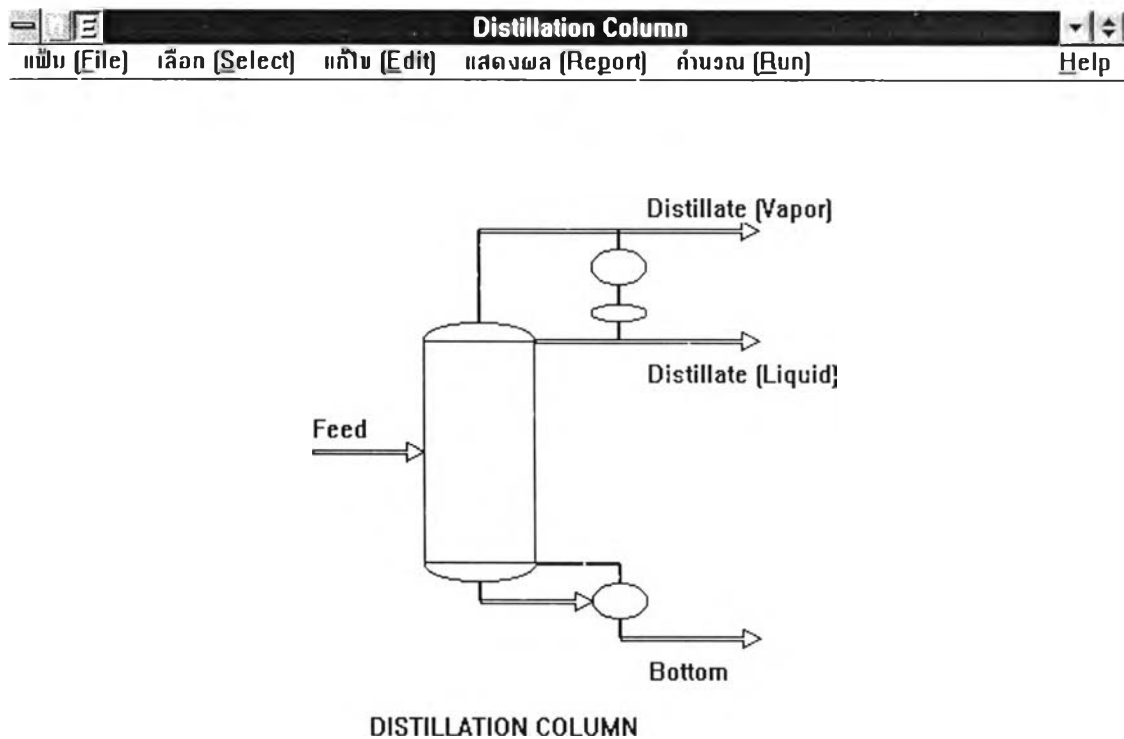 Distillation Column
แฟ้ม (File) เลือก (Select) แก้ไข (Edit) แสดงผล (Report) คำนวณ (Run) Help
Distillate (Vapor)
Distillate (Liquid)
Feed
Bottom
DISTILLATION COLUMN